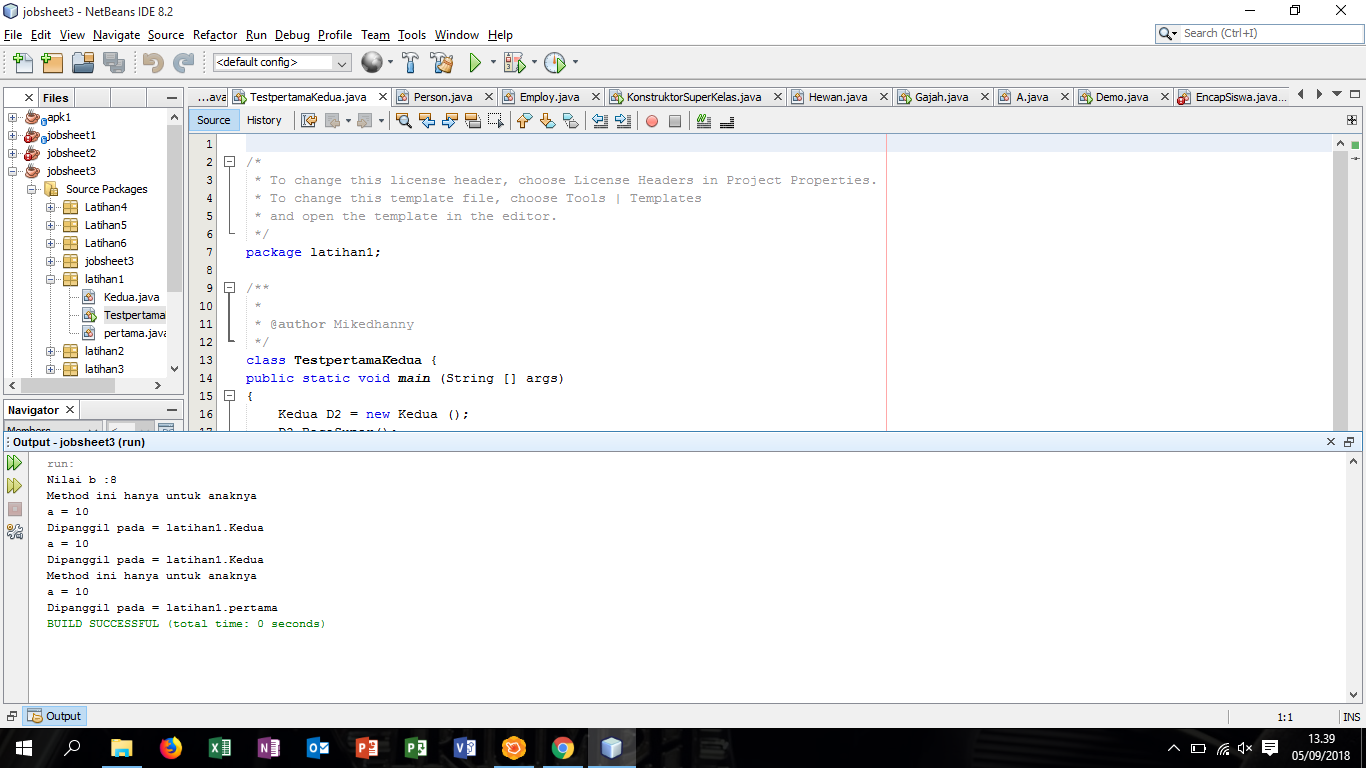 jobsheet3 - NetBeans IDE 8.2
File Edit View Navigate Source Refactor Run Debug Profile Team Tools Window Help
Search (Ctrl+I)
<default config>
Files
apk1
jobsheet1
jobsheet2
jobsheet3
Source Packages
Latihan4
Latihan5
Latihan6
jobsheet3
latihan1
Kedua.java
Testpertama
pertama.java
latihan2
latihan3
Navigator
Members
...ava TestpertamaKedua.java Person.java Employ.java KonstruktorSuperKelas.java Hewan.java Gajah.java A.java Demo.java EncapSiswa.java...
Source History
1
2 /*
3 * To change this license header, choose License Headers in Project Properties.
4 * To change this template file, choose Tools | Templates
5 * and open the template in the editor.
6 */
7 package latihan1;
8
9 /**
10 *
11 * @author Mikedhanny
12 */
13 class TestpertamaKedua {
14 public static void main (String [] args)
15 {
16 Kedua D2 = new Kedua ();
Output - jobsheet3 (run)
run:
Nilai b :8
Method ini hanya untuk anaknya
a = 10
Dipanggil pada = latihan1.Kedua
a = 10
Dipanggil pada = latihan1.Kedua
Method ini hanya untuk anaknya
a = 10
Dipanggil pada = latihan1.pertama
BUILD SUCCESSFUL (total time: 0 seconds)
Output
1:1 INS
13.39
05/09/2018